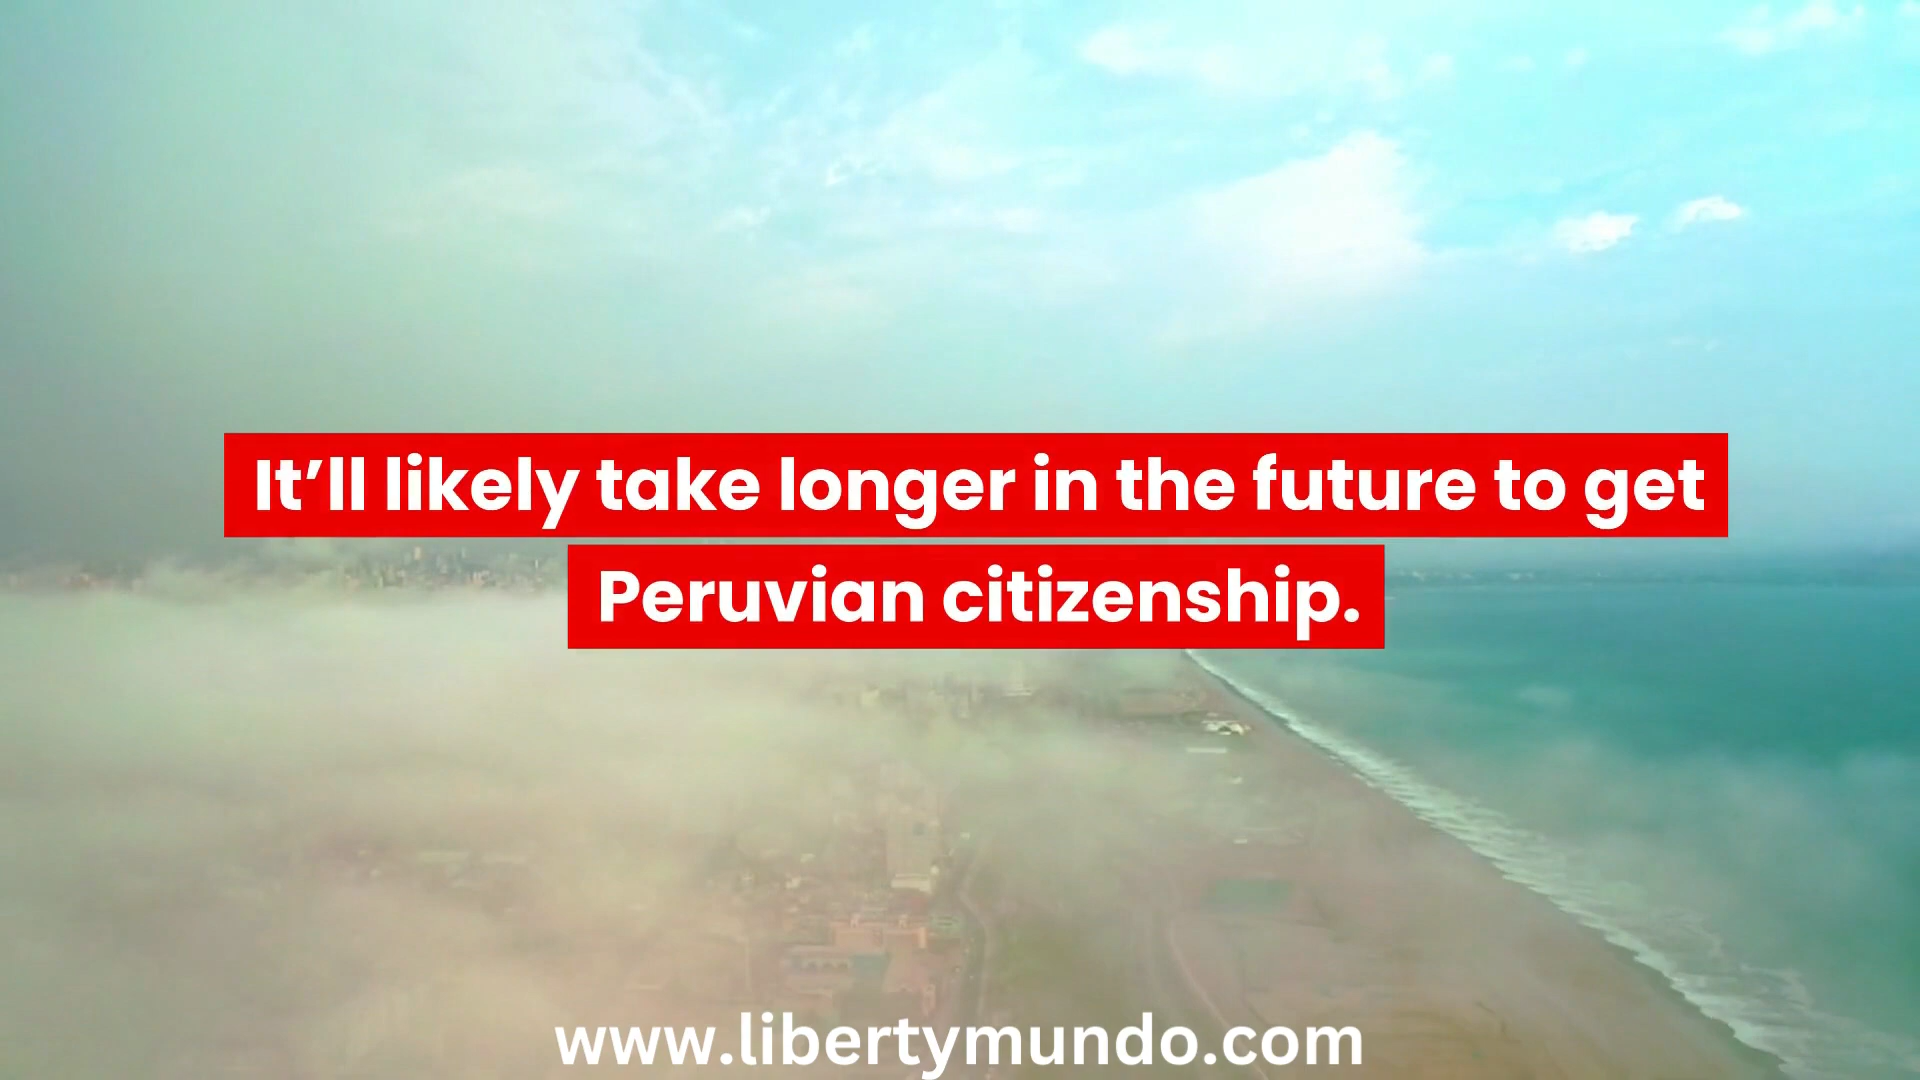 It’ll likely take longer in the future to get
Peruvian citizenship.
www.libertymundo.com